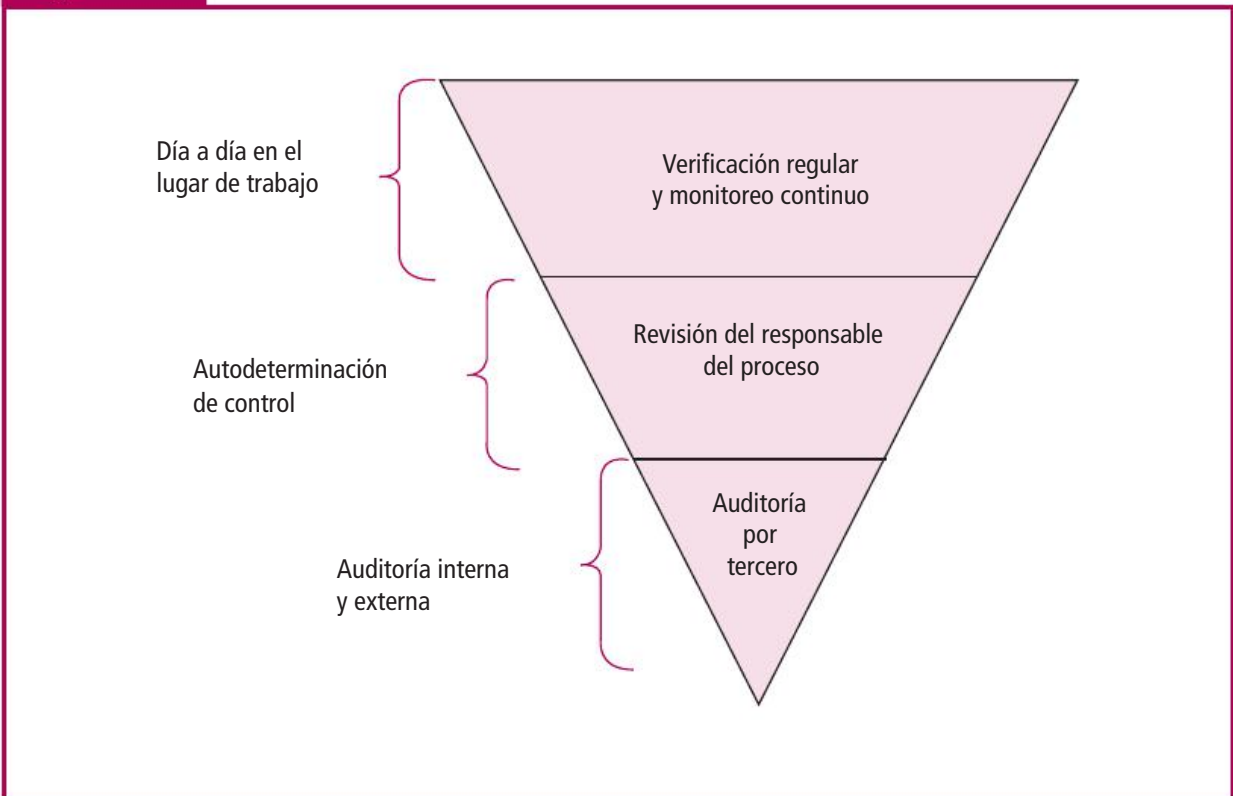 Día a día en el
lugar de trabajo
Verificación regular
y monitoreo continuo
Autodeterminación
de control
Revisión del responsable
del proceso
Auditoría interna
y externa
Auditoría
por
tercero